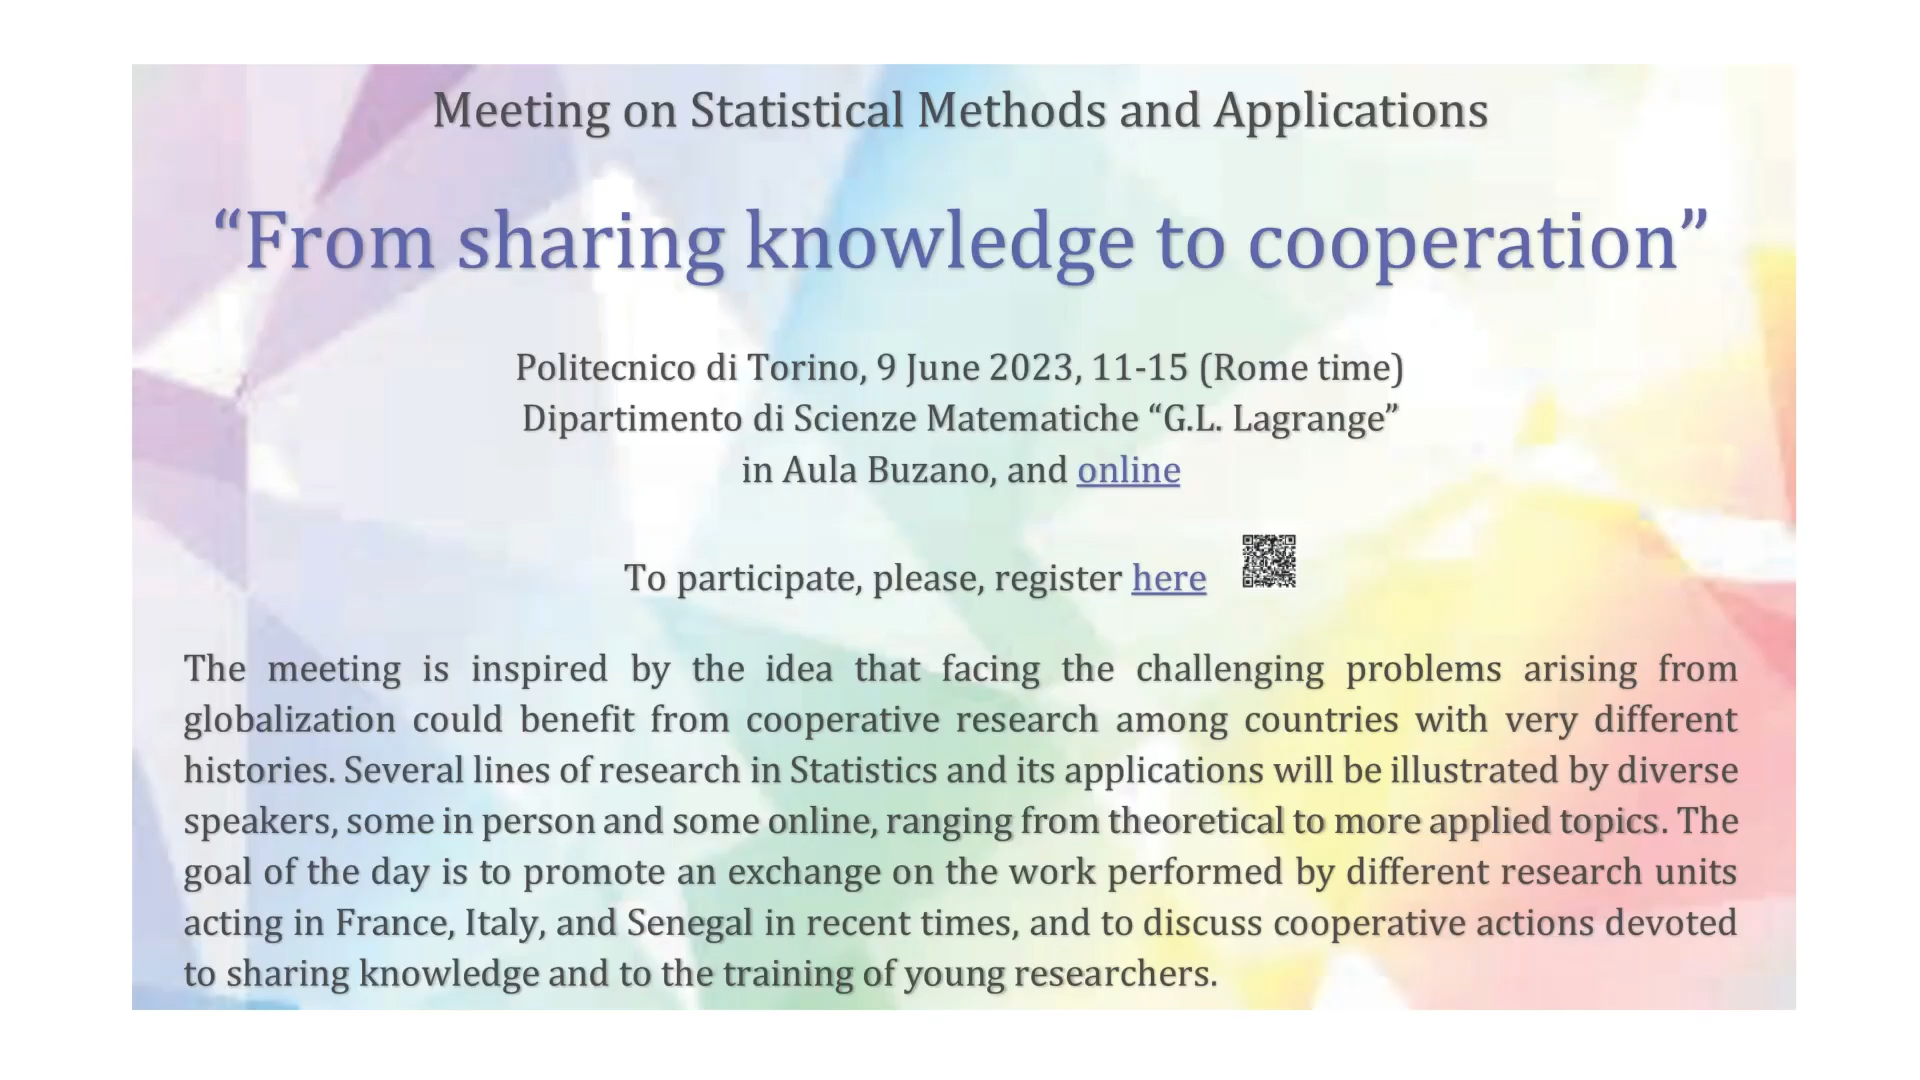 Meeting on Statistical Methods and Applications
“From sharing knowledge to cooperation”
Politecnico di Torino, 9 June 2023, 11-15 (Rome time)
Dipartimento di Scienze Matematiche “G.L. Lagrange”
in Aula Buzano, and online
To participate, please, register here
The meeting is inspired by the idea that facing the challenging problems arising from
globalization could benefit from cooperative research among countries with very different
histories. Several lines of research in Statistics and its applications will be illustrated by diverse
speakers, some in person and some online, ranging from theoretical to more applied topics. The
goal of the day is to promote an exchange on the work performed by different research units
acting in France, Italy, and Senegal in recent times, and to discuss cooperative actions devoted
to sharing knowledge and to the training of young researchers.